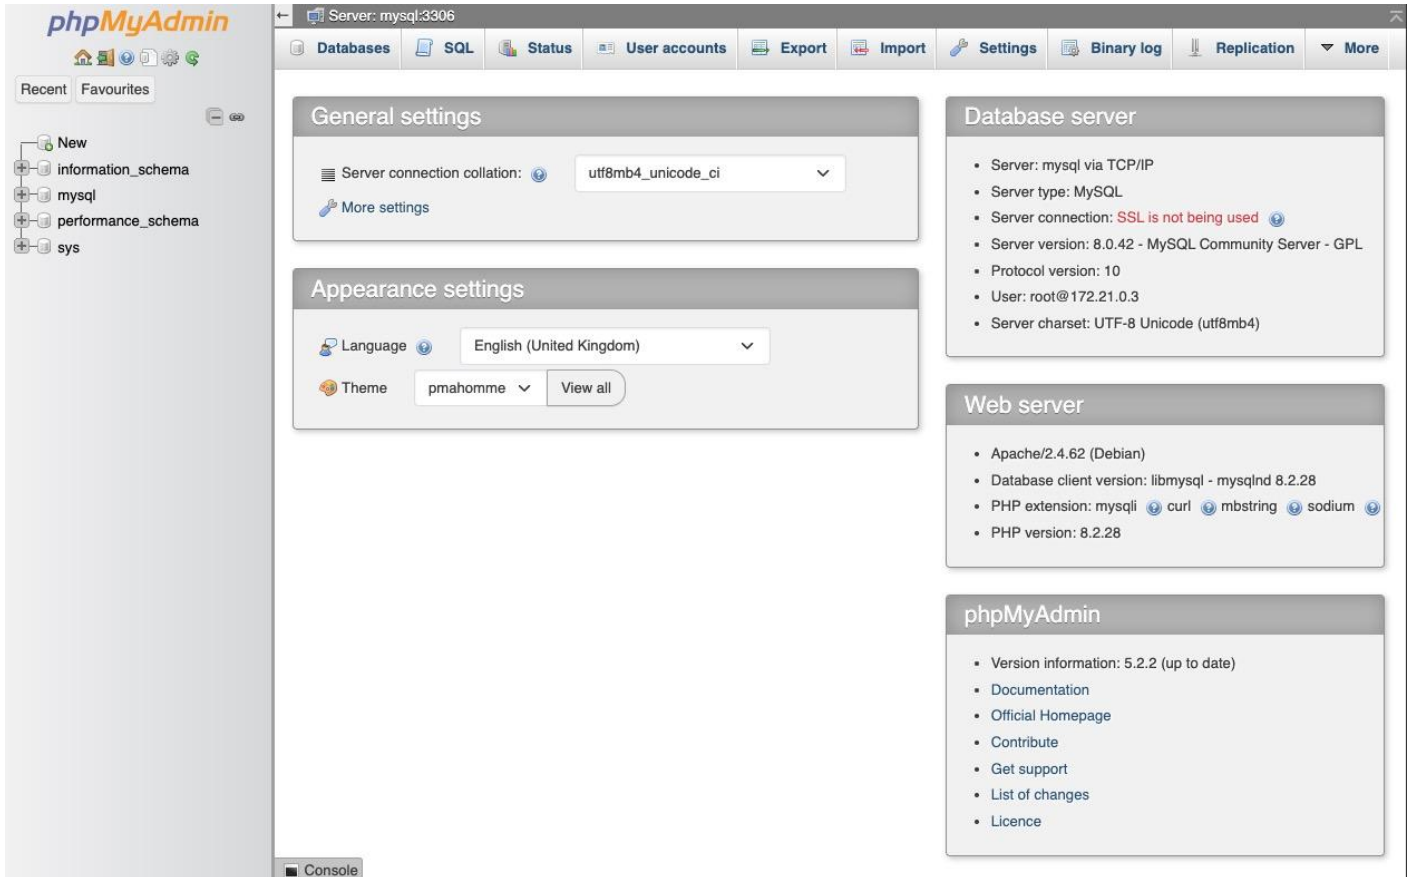 phpMyAdmin
Recent Favourites
New
information_schema
mysql
performance_schema
sys
Server: mysql:3306
Databases SQL Status User accounts Export Import Settings Binary log Replication More
General settings
Server connection collation: utf8mb4_unicode_ci
More settings
Appearance settings
Language English (United Kingdom)
Theme pmahomme View all
Database server
• Server: mysql via TCP/IP
• Server type: MySQL
• Server connection: SSL is not being used
• Server version: 8.0.42 - MySQL Community Server - GPL
• Protocol version: 10
• User: root@172.21.0.3
• Server charset: UTF-8 Unicode (utf8mb4)
Web server
• Apache/2.4.62 (Debian)
• Database client version: libmysql - mysqlnd 8.2.28
• PHP extension: mysqli curl mbstring sodium
• PHP version: 8.2.28
phpMyAdmin
• Version information: 5.2.2 (up to date)
• Documentation
• Official Homepage
• Contribute
• Get support
• List of changes
• Licence
Console